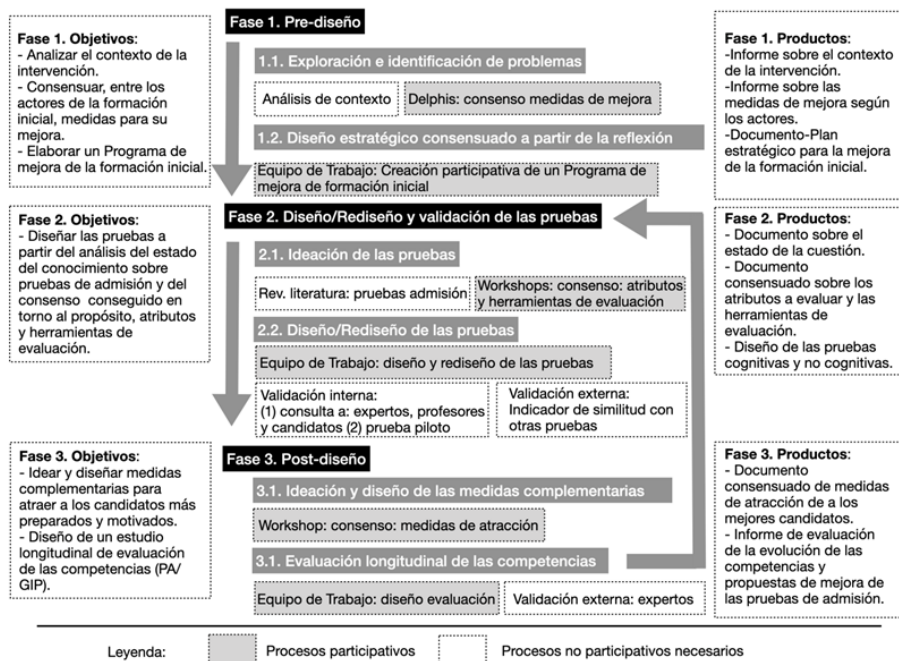 Fase 1. Pre-diseño
Fase 1. Objetivos:
- Analizar el contexto de la
intervención.
- Consensuar, entre los
actores de la formación
inicial, medidas para su
mejora.
- Elaborar un Programa de
mejora de la formación inicial.
1.1. Exploración e identificación de problemas
Análisis de contexto
Delphis: consenso medidas de mejora
1.2. Diseño estratégico consensuado a partir de la reflexión
Equipo de Trabajo: Creación participativa de un Programa de
mejora de formación inicial
Fase 1. Productos:
-Informe sobre el contexto
de la intervención.
-Informe sobre las
medidas de mejora según
los actores.
-Documento-Plan
estratégico para la mejora
de la formación inicial.
Fase 2. Diseño/Rediseño y validación de las pruebas
Fase 2. Objetivos:
- Diseñar las pruebas a
partir del análisis del estado
del conocimiento sobre
pruebas de admisión y del
consenso conseguido en
torno al propósito, atributos
y herramientas de
evaluación.
2.1. Ideación de las pruebas
Rev. literatura: pruebas admisión
Workshops: consenso: atributos
y herramientas de evaluación
2.2. Diseño/Rediseño de las pruebas
Equipo de Trabajo: diseño y rediseño de las pruebas
Validación interna:
(1) consulta a: expertos, profesores
y candidatos (2) prueba piloto
Validación externa:
Indicador de similitud con
otras pruebas
Fase 2. Productos:
- Documento sobre el
estado de la cuestión.
- Documento
consensuado sobre los
atributos a evaluar y las
herramientas de
evaluación.
- Diseño de las pruebas
cognitivas y no cognitivas.
Fase 3. Post-diseño
Fase 3. Objetivos:
- Idear y diseñar medidas
complementarias para
atraer a los candidatos más
preparados y motivados.
- Diseño de un estudio
longitudinal de evaluación
de las competencias (PA/
GIP).
3.1. Ideación y diseño de las medidas complementarias
Workshop: consenso: medidas de atracción
3.1. Evaluación longitudinal de las competencias
Equipo de Trabajo: diseño evaluación
Validación externa: expertos
Fase 3. Productos:
- Documento
consensuado de medidas
de atracción de a los
mejores candidatos.
- Informe de evaluación
de la evolución de las
competencias y
propuestas de mejora de
las pruebas de admisión.
Leyenda:
Procesos participativos
Procesos no participativos necesarios